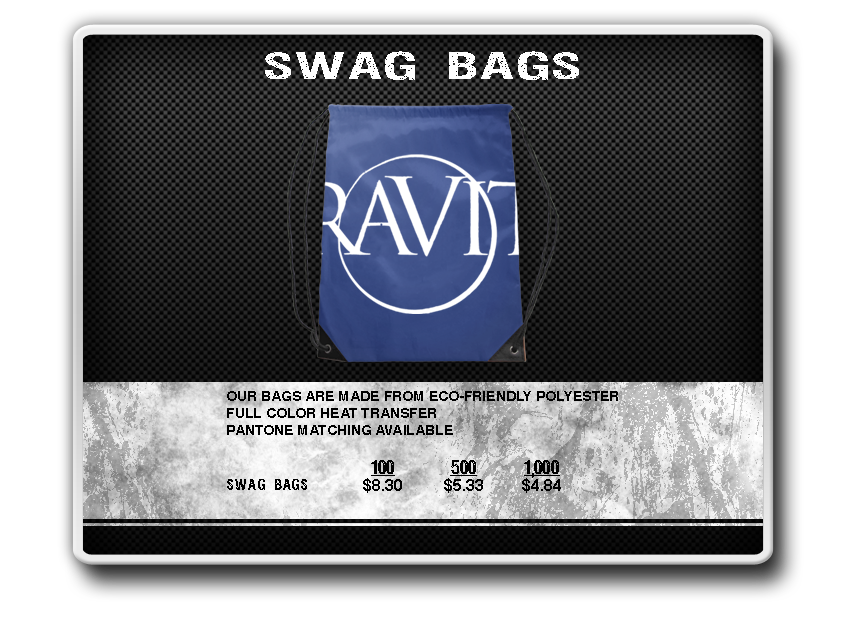 SWAG BAGS
RAVIT
OUR BAGS ARE MADE FROM ECO-FRIENDLY POLYESTER
FULL COLOR HEAT TRANSFER
PANTONE MATCHING AVAILABLE
100 500 1,000
SWAG BAGS $8.30 $5.33 $4.84